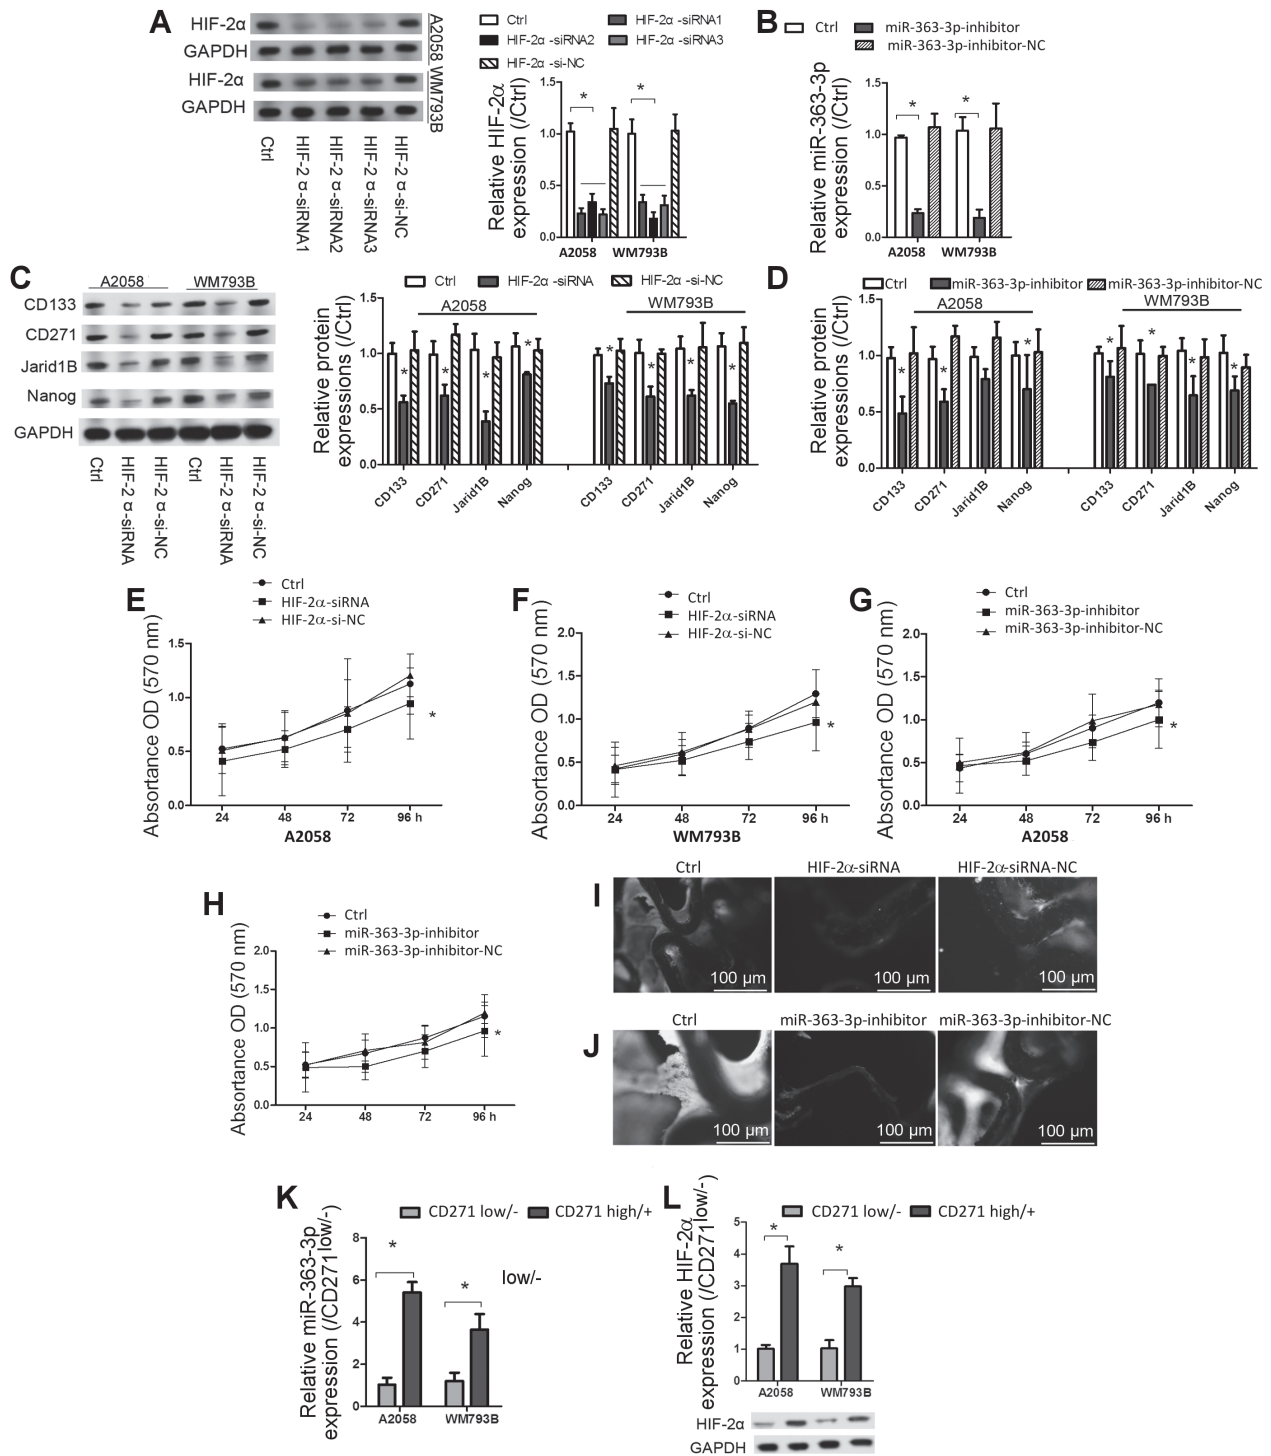 A
HIF-2α
GAPDH
HIF-2α
GAPDH
A2058 WM793B
Ctrl
HIF-2 α-siRNA1
HIF-2 α-siRNA2
HIF-2 α-siRNA3
HIF-2 α-si-NC
Ctrl
HIF-2α -siRNA1
HIF-2α -siRNA2
HIF-2α -siRNA3
HIF-2α -si-NC
Relative HIF-2α
expression (/Ctrl)
1.5
1.0
0.5
0.0
* *
A2058 WM793B
B
Ctrl
miR-363-3p-inhibitor
miR-363-3p-inhibitor-NC
Relative miR-363-3p
expression (/Ctrl)
1.5
1.0
0.5
0.0
* *
A2058 WM793B
C
A2058 WM793B
CD133
CD271
Jarid1B
Nanog
GAPDH
Ctrl
HIF-2 α-siRNA
HIF-2 α-si-NC
Ctrl
HIF-2 α-siRNA
HIF-2 α-si-NC
Ctrl HIF-2α-siRNA HIF-2α-si-NC
A2058 WM793B
Relative protein
expressions (/Ctrl)
1.5
1.0
0.5
0.0
* * * * * * * *
CD133 CD271 Jarid1B Nanog CD133 CD271 Jarid1B Nanog
D
Ctrl miR-363-3p-inhibitor miR-363-3p-inhibitor-NC
A2058 WM793B
Relative protein
expressions (/Ctrl)
1.5
1.0
0.5
0.0
* * * * * * *
CD133 CD271 Jarid1B Nanog CD133 CD271 Jarid1B Nanog
E
Ctrl
HIF-2α-siRNA
HIF-2α-si-NC
Absortance OD (570 nm)
1.5
1.0
0.5
0.0
*
24 48 72 96 h
A2058
F
Ctrl
HIF-2α-siRNA
HIF-2α-si-NC
Absortance OD (570 nm)
2.0
1.5
1.0
0.5
0.0
*
24 48 72 96 h
WM793B
G
Ctrl
miR-363-3p-inhibitor
miR-363-3p-inhibitor-NC
Absortance OD (570 nm)
2.0
1.5
1.0
0.5
0.0
*
24 48 72 96 h
A2058
H
Ctrl
miR-363-3p-inhibitor
miR-363-3p-inhibitor-NC
Absortance OD (570 nm)
2.0
1.5
1.0
0.5
0.0
*
24 48 72 96 h
I
Ctrl HIF-2α-siRNA HIF-2α-siRNA-NC
100 μm 100 μm 100 μm
J
Ctrl miR-363-3p-inhibitor miR-363-3p-inhibitor-NC
100 μm 100 μm 100 μm
K
CD271 low/- CD271 high/+
Relative miR-363-3p
expression (/CD271low/-)
8
6
4
2
0
* *
low/-
A2058 WM793B
L
CD271 low/- CD271 high/+
Relative HIF-2α
expression (/CD271low/-)
5
4
3
2
1
0
* *
A2058 WM793B
HIF-2α
GAPDH